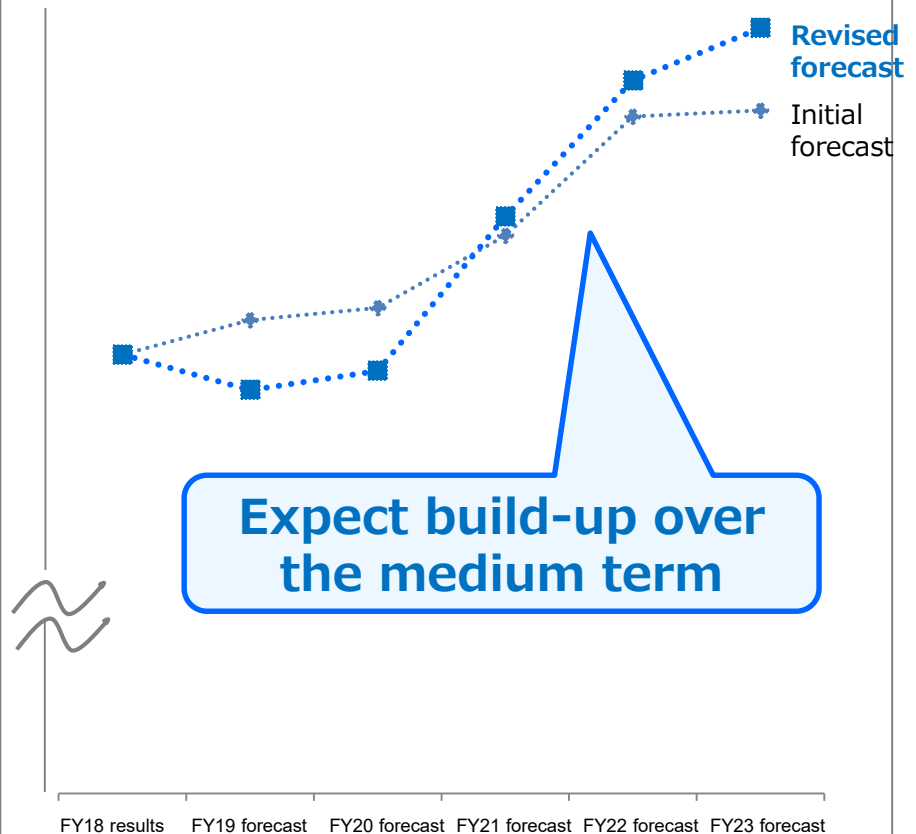 Revised
forecast
Initial
forecast
Expect build-up over
the medium term
FY18 results FY19 forecast FY20 forecast FY21 forecast FY22 forecast FY23 forecast